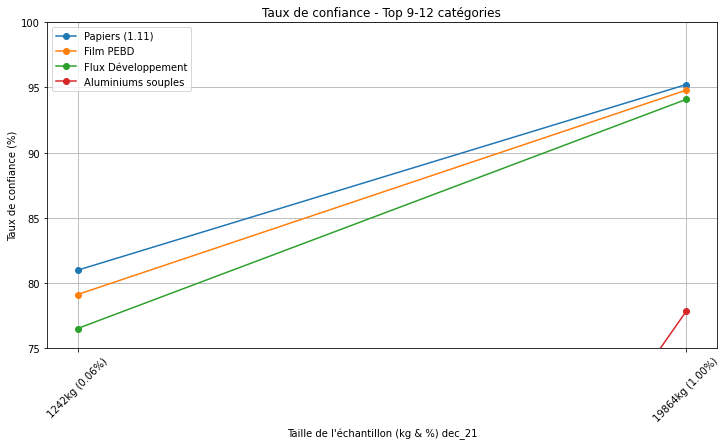 Taux de confiance - Top 9-12 catégories
Papiers (1.11)
Film PEBD
Flux Développement
Aluminiums souples
Taux de confiance (%)
100
95
90
85
80
75
1242kg (0.06%)
19864kg (1.00%)
Taille de l'échantillon (kg & %) dec_21